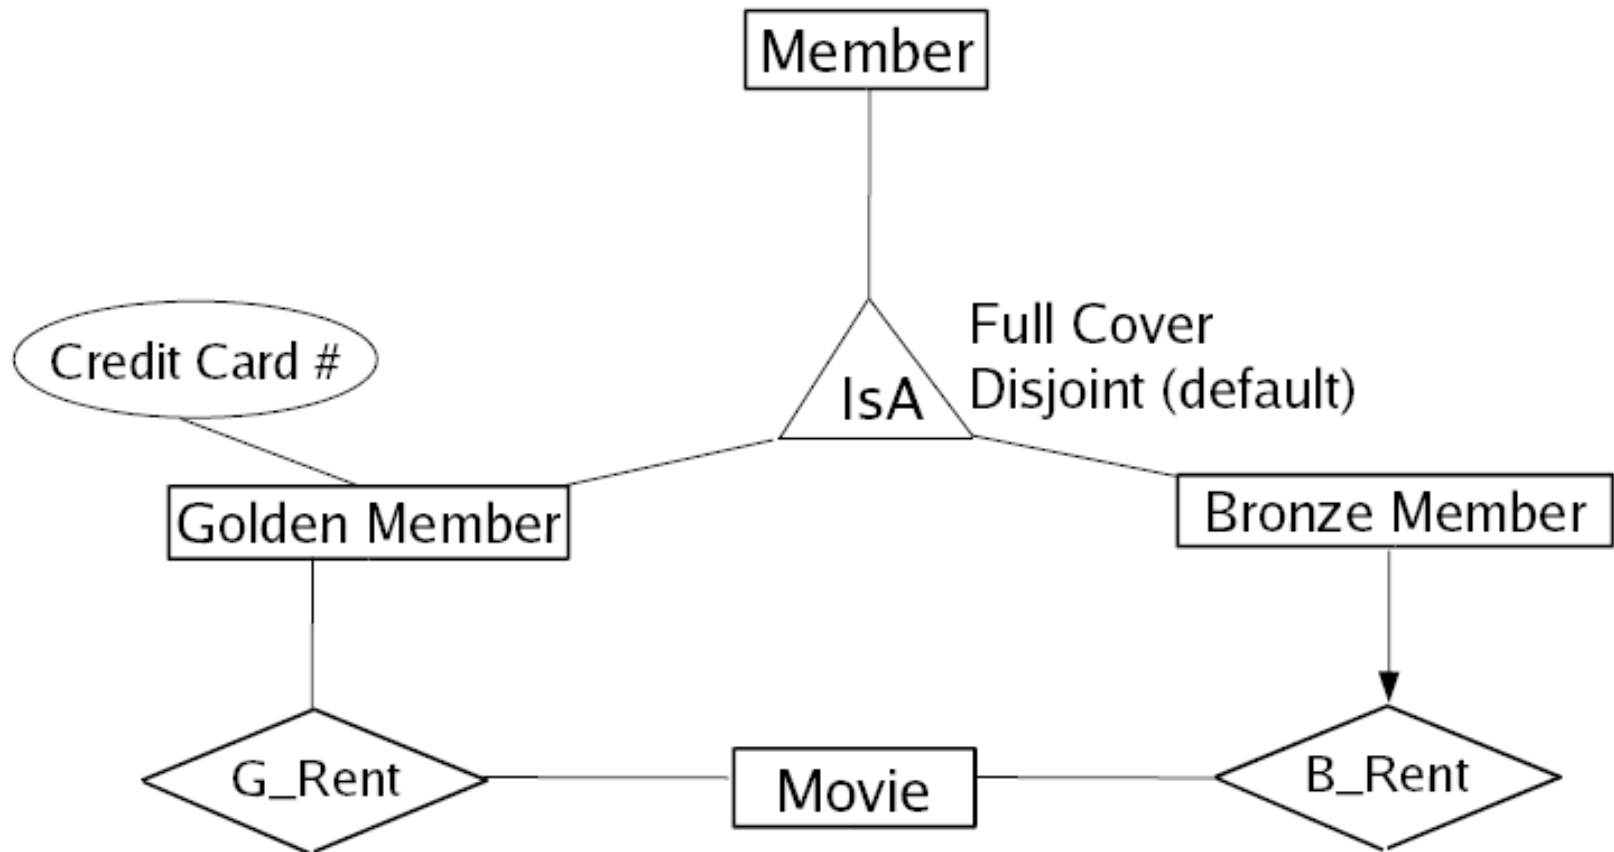 Member
Full Cover
Disjoint (default)
Credit Card #
IsA
Golden Member
Bronze Member
G_Rent
Movie
B_Rent